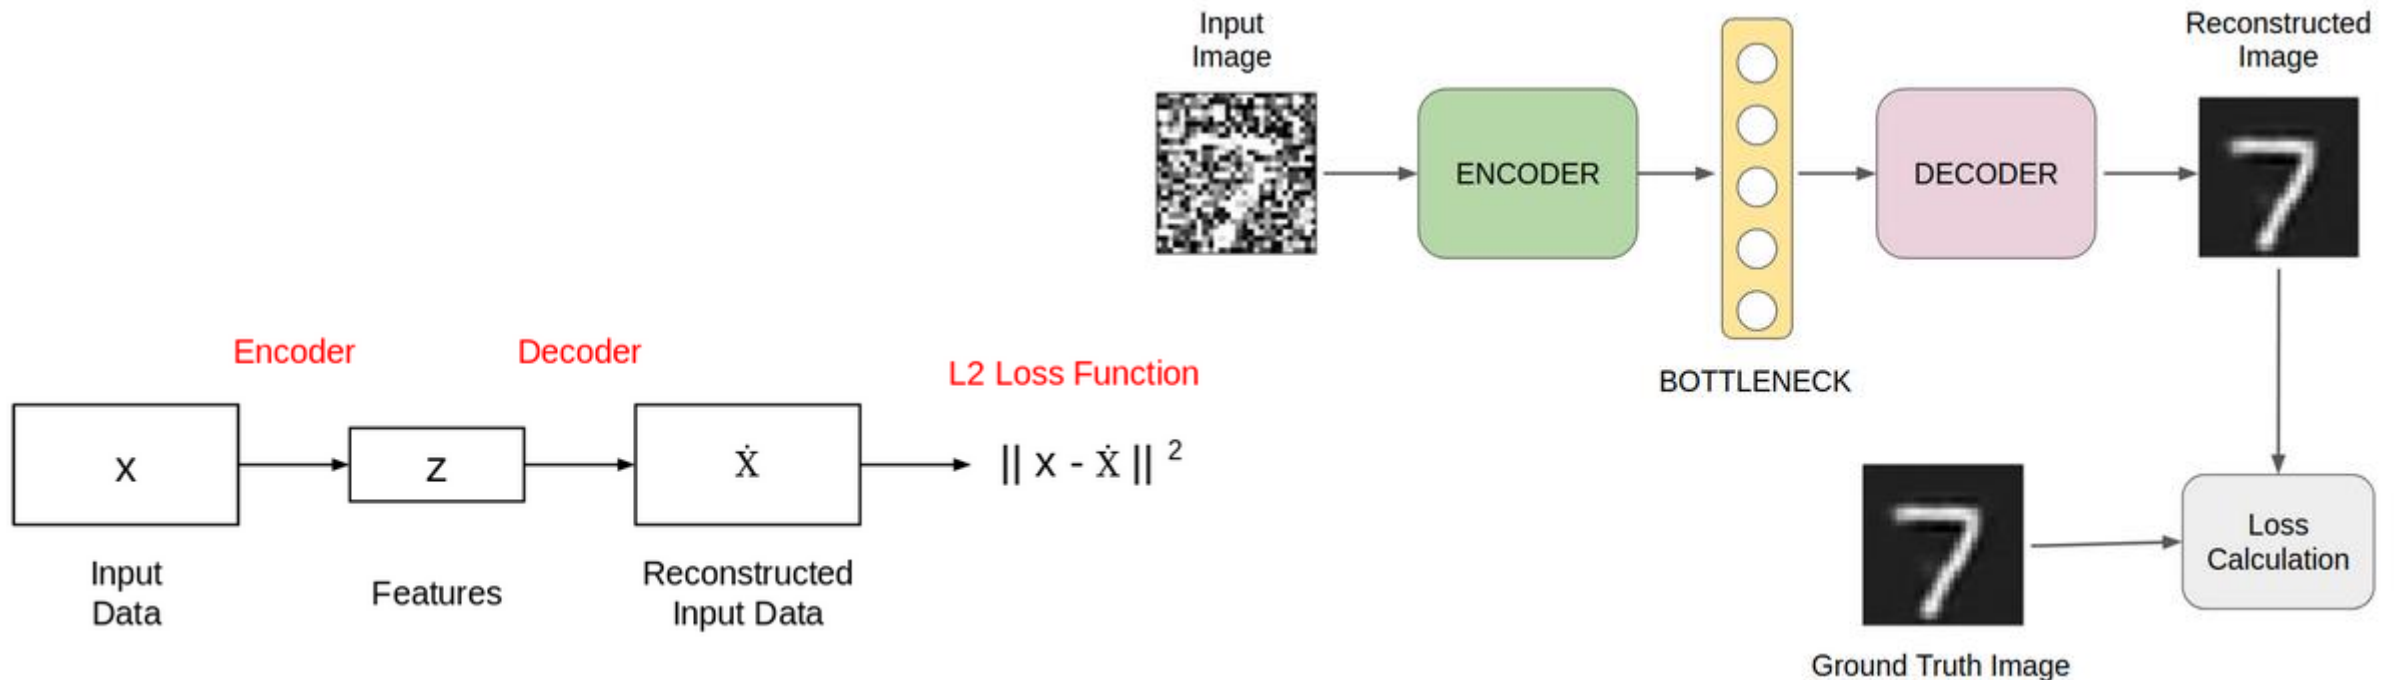 Input
Image
Reconstructed
Image
ENCODER
DECODER
BOTTLENECK
Encoder
Decoder
L2 Loss Function
x
z
Ẋ
|| x - Ẋ || ²
Input
Data
Features
Reconstructed
Input Data
Loss
Calculation
Ground Truth Image